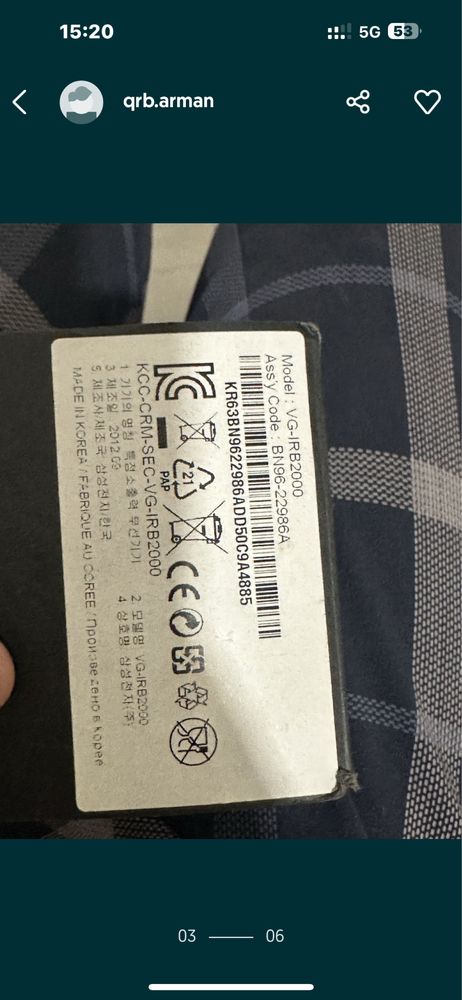 15:20
5G
53
qrb.arman
Model : VG-IRB2000
Ass'y Code : BN96-22986A
KR63BN9622986ADD50C9A4885
21
PAP
KCC-CRM-SEC-VG-IRB2000
1 기기의 명칭 특정소출력 무선기기
2 모델명 VG-IRB2000
3 제조일 2012.09
4 상호명 삼성전자(주)
5 제조사/제조국 삼성전자/한국
MADE IN KOREA / FABRIQUÉ AU CORÉE / Произведено в Корее
03
06